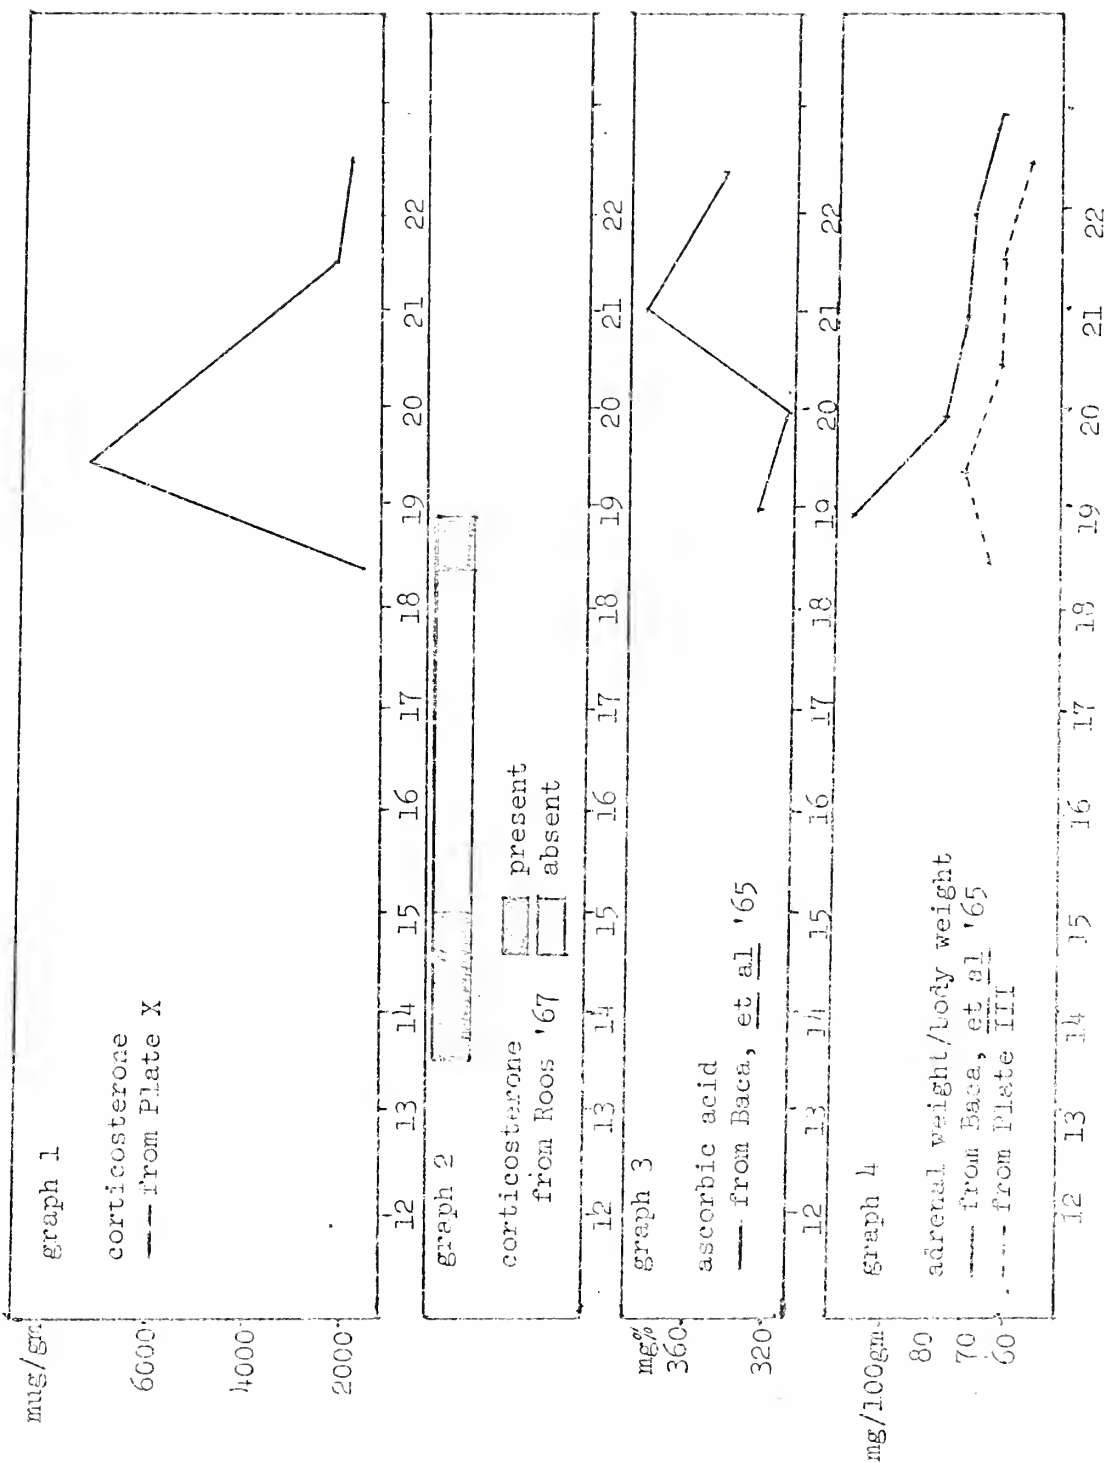 graph 1
corticosterone
—— from Plate X
mug/gm
6000
4000
2000
12 13 14 15 16 17 18 19 20 21 22
graph 2
corticosterone
from Roos '67
present
absent
12 13 14 15 16 17 18 19 20 21 22
graph 3
ascorbic acid
—— from Baca, et al '65
mg%
360
320
12 13 14 15 16 17 18 19 20 21 22
graph 4
adrenal weight/body weight
—— from Baca, et al '65
---- from Plate III
mg/100gm
80
70
60
12 13 14 15 16 17 18 19 20 21 22